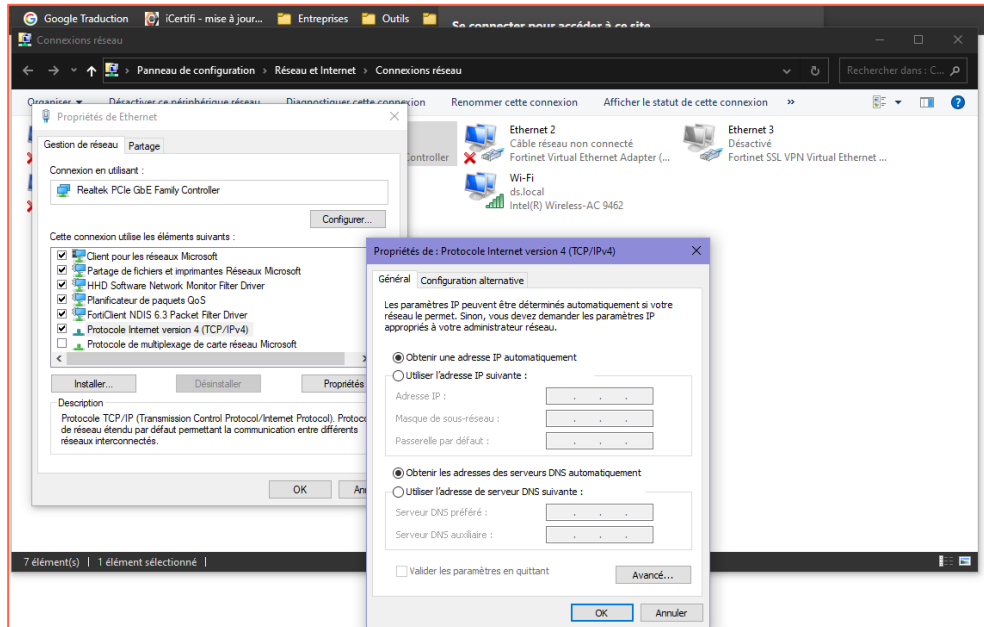 Google Traduction iCertifi - mise à jour... Entreprises Outils
Se connecter pour accéder à ce site
Connexions réseau
Panneau de configuration > Réseau et Internet > Connexions réseau
Rechercher dans : C...
Organiser Désactiver ce périphérique réseau Diagnostiquer cette connexion Renommer cette connexion Afficher le statut de cette connexion »
Propriétés de Ethernet
Gestion de réseau Partage
Connexion en utilisant :
Realtek PCIe GbE Family Controller
Configurer...
Cette connexion utilise les éléments suivants :
Client pour les réseaux Microsoft
Partage de fichiers et imprimantes Réseaux Microsoft
HHD Software Network Monitor Filter Driver
Planificateur de paquets QoS
FortiClient NDIS 6.3 Packet Filter Driver
Protocole Internet version 4 (TCP/IPv4)
Protocole de multiplexage de carte réseau Microsoft
Installer... Désinstaller Propriétés
Description
Protocole TCP/IP (Transmission Control Protocol/Internet Protocol). Protoco
de réseau étendu par défaut permettant la communication entre différents
réseaux interconnectés.
OK An
Controller
Ethernet 2
Câble réseau non connecté
Fortinet Virtual Ethernet Adapter (...
Ethernet 3
Désactivé
Fortinet SSL VPN Virtual Ethernet ...
Wi-Fi
ds.local
Intel(R) Wireless-AC 9462
Propriétés de : Protocole Internet version 4 (TCP/IPv4)
Général Configuration alternative
Les paramètres IP peuvent être déterminés automatiquement si votre
réseau le permet. Sinon, vous devez demander les paramètres IP
appropriés à votre administrateur réseau.
Obtenir une adresse IP automatiquement
Utiliser l'adresse IP suivante :
Adresse IP :
Masque de sous-réseau :
Passerelle par défaut :
Obtenir les adresses des serveurs DNS automatiquement
Utiliser l'adresse de serveur DNS suivante :
Serveur DNS préféré :
Serveur DNS auxiliaire :
Valider les paramètres en quittant
Avancé...
OK Annuler
7 élément(s) | 1 élément sélectionné |